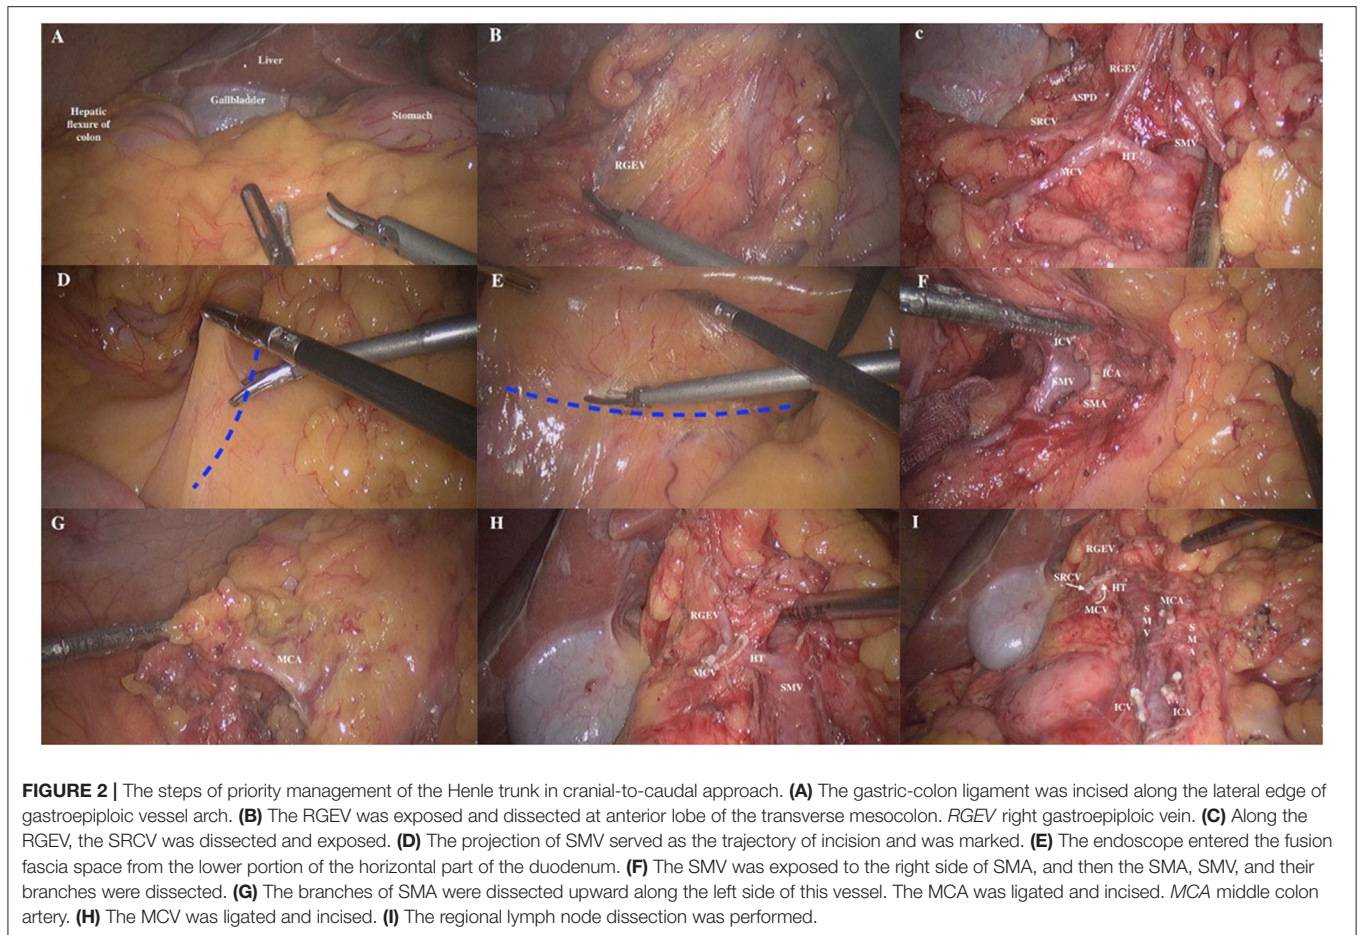 A
Liver
Gallbladder
Hepatic
flexure of
colon
Stomach
B
RGEV
c
RGEV
ASPD
SRCV
SMV
HT
MCV
D
E
F
ICV
ICA
SMV
SMA
G
MCA
H
RGEV
MCV
HT
SMV
I
RGEV
SRCV
HT
MCV
MCA
SMV
SMA
ICV
ICA
FIGURE 2 | The steps of priority management of the Henle trunk in cranial-to-caudal approach. (A) The gastric-colon ligament was incised along the lateral edge of
gastroepiploic vessel arch. (B) The RGEV was exposed and dissected at anterior lobe of the transverse mesocolon. RGEV right gastroepiploic vein. (C) Along the
RGEV, the SRCV was dissected and exposed. (D) The projection of SMV served as the trajectory of incision and was marked. (E) The endoscope entered the fusion
fascia space from the lower portion of the horizontal part of the duodenum. (F) The SMV was exposed to the right side of SMA, and then the SMA, SMV, and their
branches were dissected. (G) The branches of SMA were dissected upward along the left side of this vessel. The MCA was ligated and incised. MCA middle colon
artery. (H) The MCV was ligated and incised. (I) The regional lymph node dissection was performed.